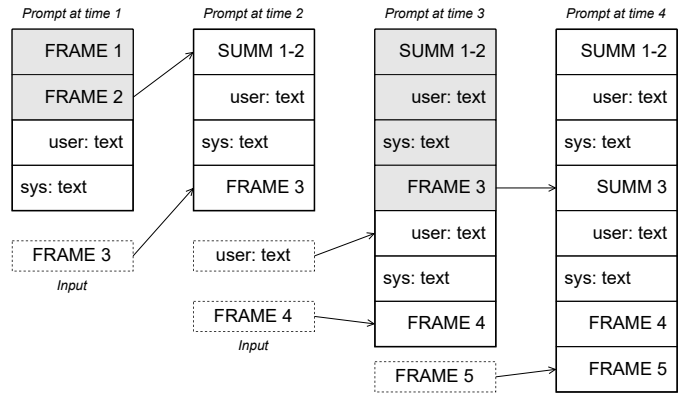 Prompt at time 1
FRAME 1
FRAME 2
user: text
sys: text
FRAME 3
Input
Prompt at time 2
SUMM 1-2
user: text
sys: text
FRAME 3
user: text
FRAME 4
Input
Prompt at time 3
SUMM 1-2
user: text
sys: text
FRAME 3
user: text
sys: text
FRAME 4
FRAME 5
Prompt at time 4
SUMM 1-2
user: text
sys: text
SUMM 3
user: text
sys: text
FRAME 4
FRAME 5